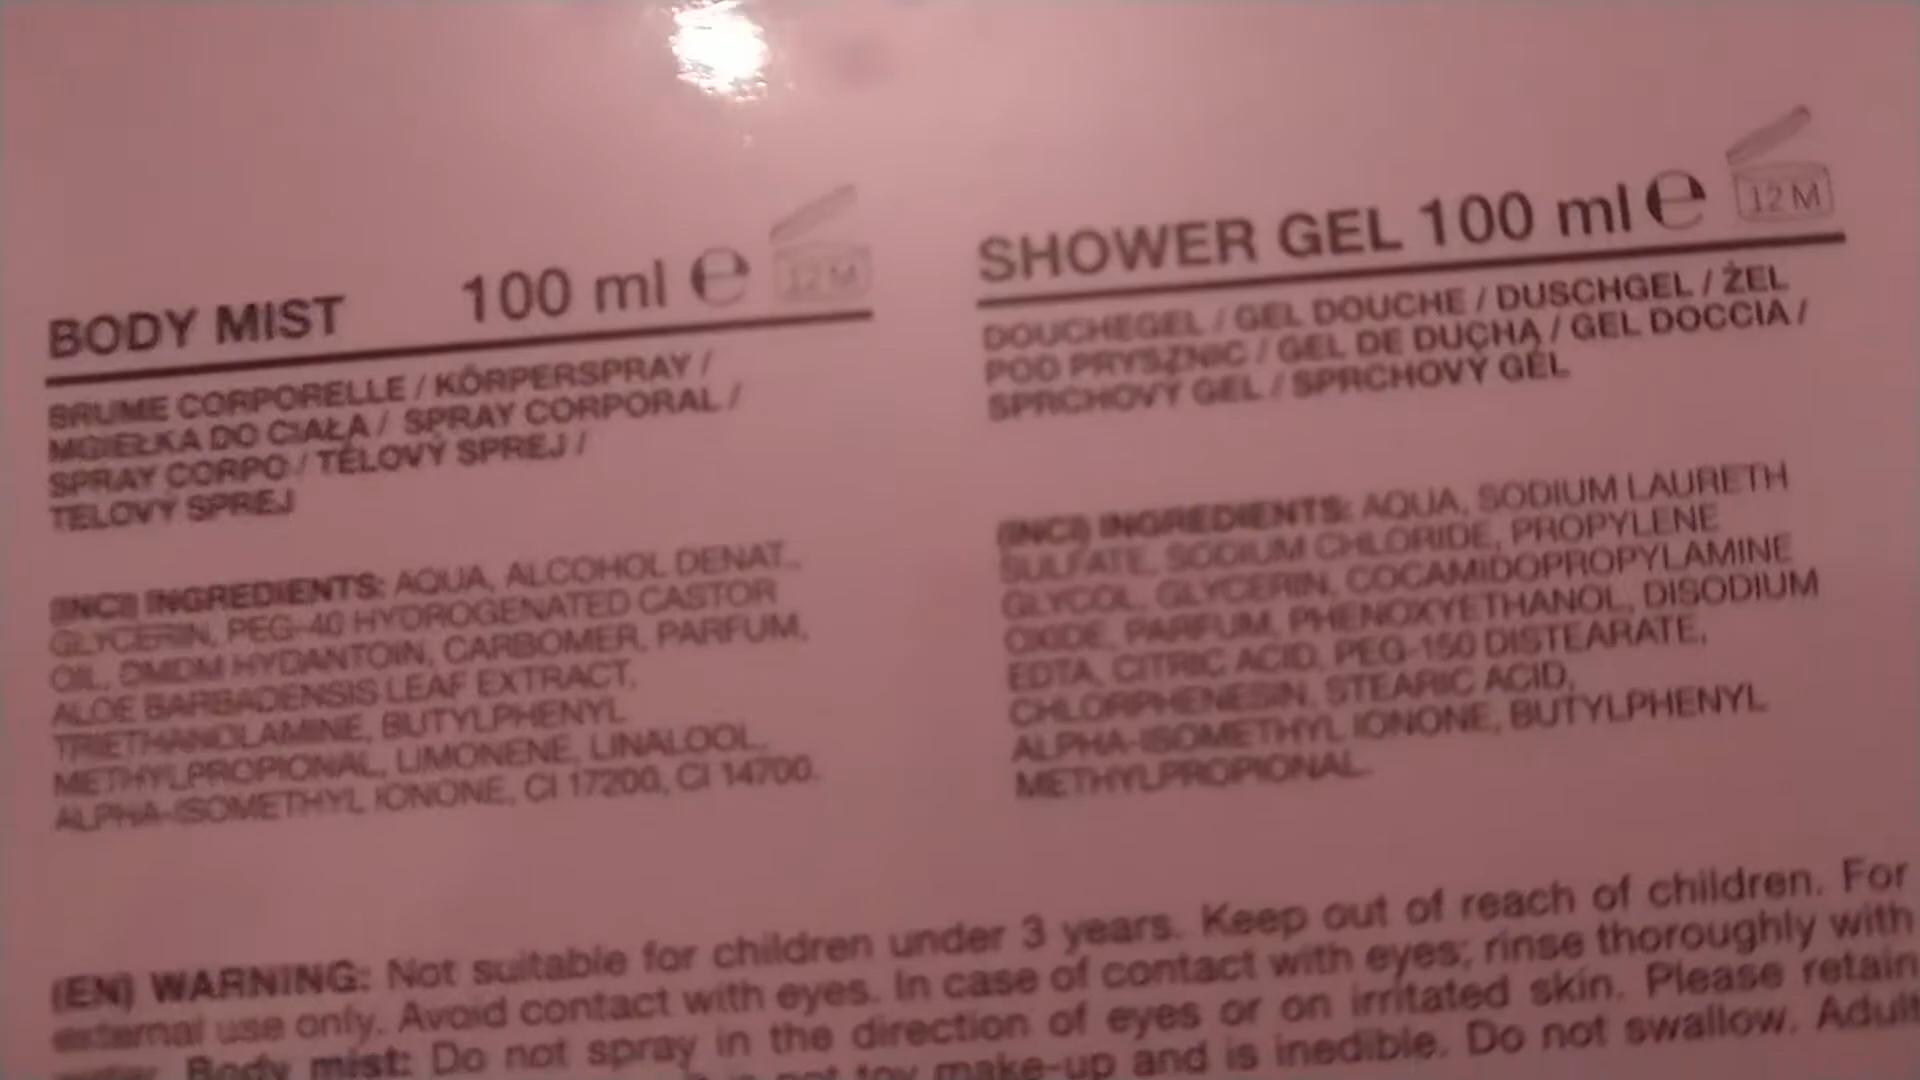 BODY MIST 100 ml e 12 M
BRUME CORPORELLE / KÖRPERSPRAY /
MGIEŁKA DO CIAŁA / SPRAY CORPORAL /
SPRAY CORPO / TĚLOVÝ SPREJ /
TELOVÝ SPREJ
(INCI) INGREDIENTS: AQUA, ALCOHOL DENAT.,
GLYCERIN, PEG-40 HYDROGENATED CASTOR
OIL, DMDM HYDANTOIN, CARBOMER, PARFUM,
ALOE BARBADENSIS LEAF EXTRACT,
TRIETHANOLAMINE, BUTYLPHENYL
METHYLPROPIONAL, LIMONENE, LINALOOL,
ALPHA-ISOMETHYL IONONE, CI 17200, CI 14700.
SHOWER GEL 100 ml e 12 M
DOUCHEGEL / GEL DOUCHE / DUSCHGEL / ŻEL
POD PRYSZNIC / GEL DE DUCHA / GEL DOCCIA /
SPRCHOVÝ GEL / SPRCHOVÝ GÉL
(INCI) INGREDIENTS: AQUA, SODIUM LAURETH
SULFATE, SODIUM CHLORIDE, PROPYLENE
GLYCOL, GLYCERIN, COCAMIDOPROPYLAMINE
OXIDE, PARFUM, PHENOXYETHANOL, DISODIUM
EDTA, CITRIC ACID, PEG-150 DISTEARATE,
CHLORPHENESIN, STEARIC ACID,
ALPHA-ISOMETHYL IONONE, BUTYLPHENYL
METHYLPROPIONAL.
(EN) WARNING: Not suitable for children under 3 years. Keep out of reach of children. For
external use only. Avoid contact with eyes. In case of contact with eyes; rinse thoroughly with
water. Body mist: Do not spray in the direction of eyes or on irritated skin. Please retain
not toy make-up and is inedible. Do not swallow. Adult